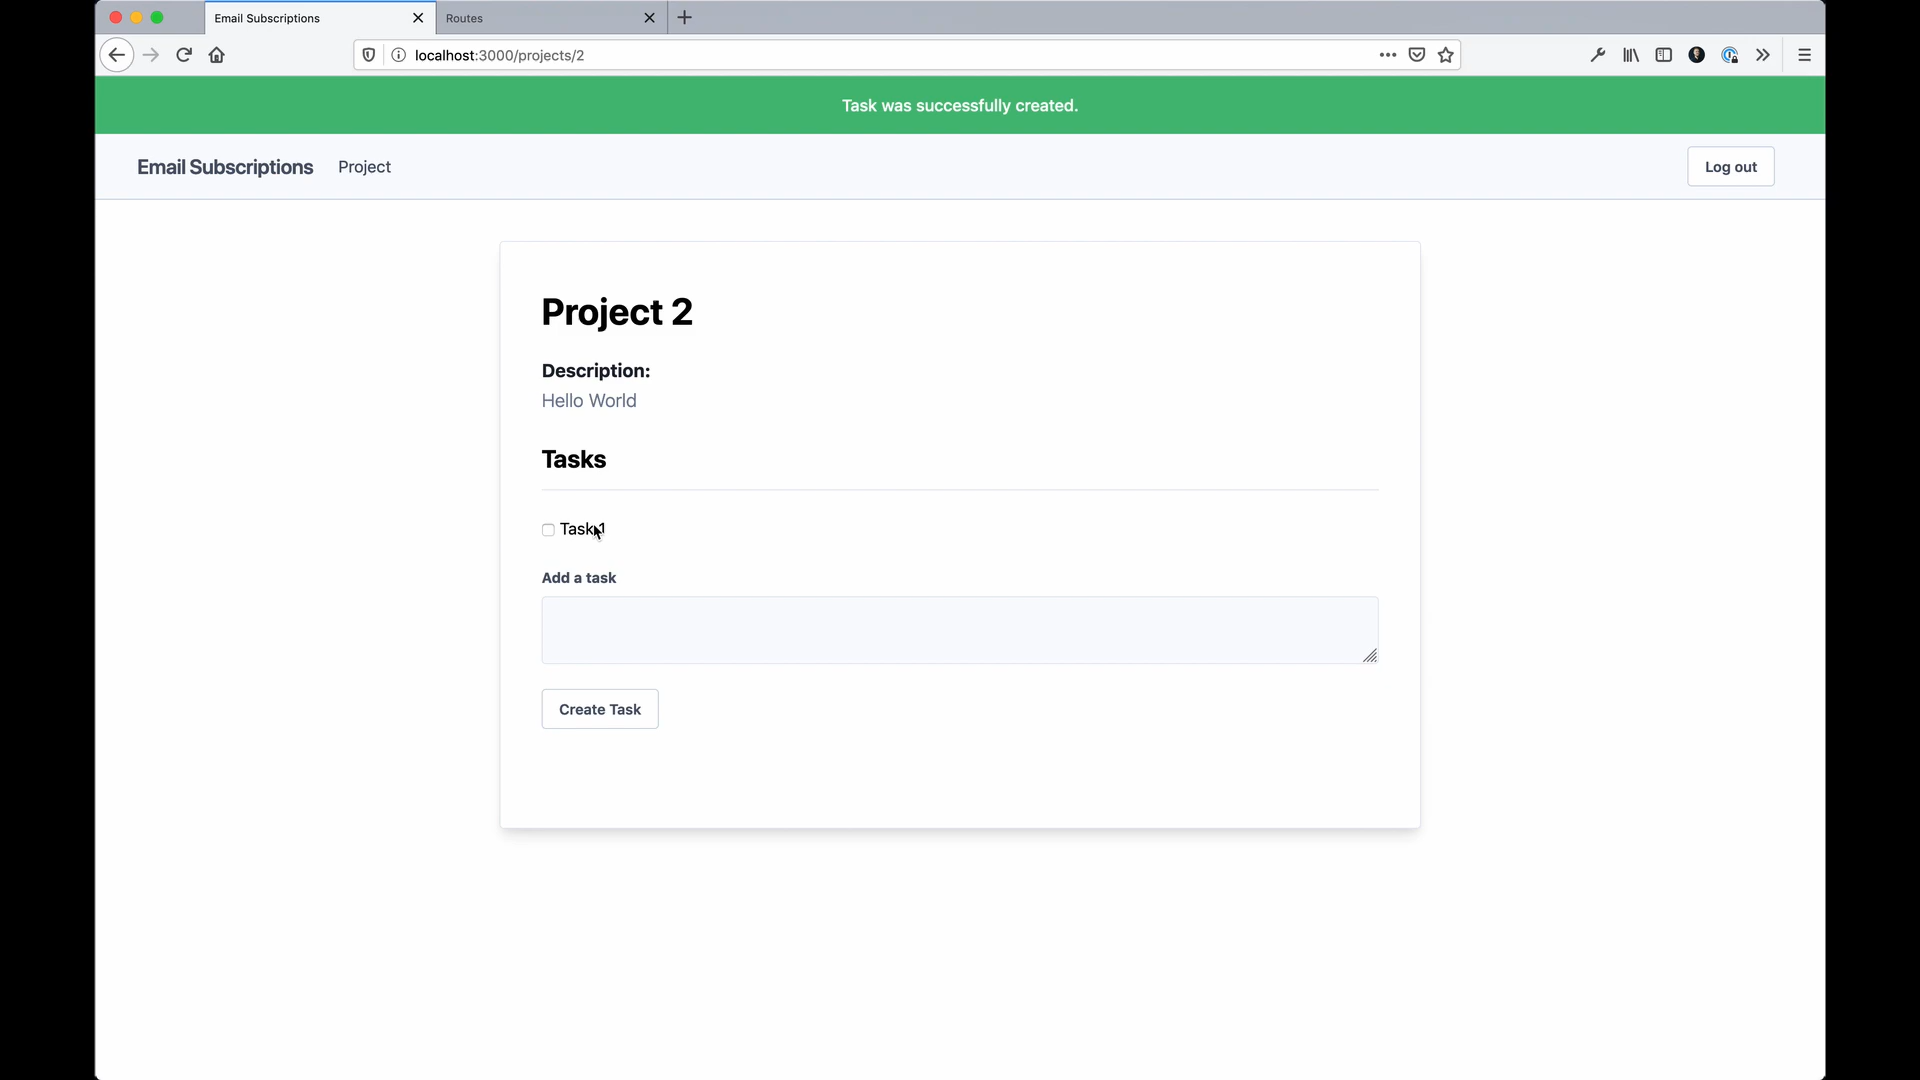 Email Subscriptions
Routes
localhost:3000/projects/2
Task was successfully created.
Email Subscriptions Project Log out
Project 2
Description:
Hello World
Tasks
Task 1
Add a task
Create Task